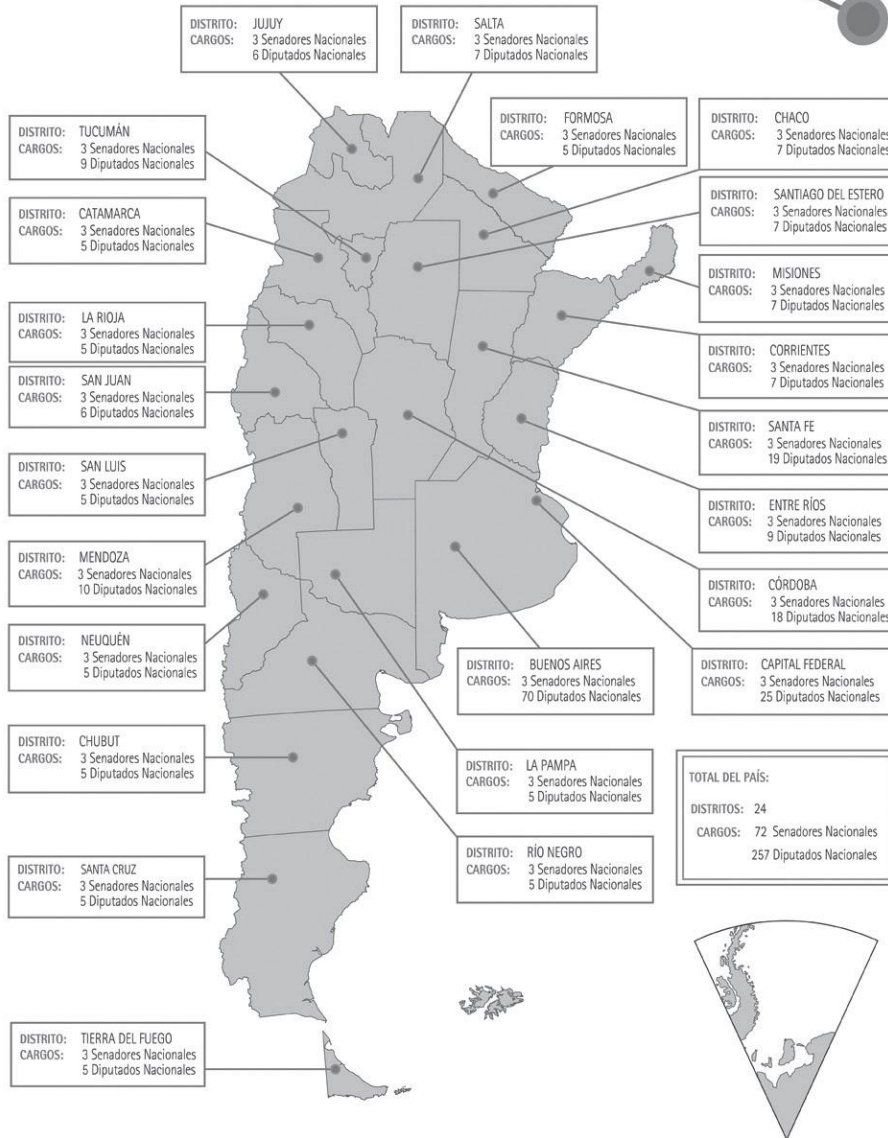 DISTRITO: JUJUY
CARGOS: 3 Senadores Nacionales
6 Diputados Nacionales
DISTRITO: SALTA
CARGOS: 3 Senadores Nacionales
7 Diputados Nacionales
DISTRITO: TUCUMÁN
CARGOS: 3 Senadores Nacionales
9 Diputados Nacionales
DISTRITO: FORMOSA
CARGOS: 3 Senadores Nacionales
5 Diputados Nacionales
DISTRITO: CHACO
CARGOS: 3 Senadores Nacionales
7 Diputados Nacionales
DISTRITO: CATAMARCA
CARGOS: 3 Senadores Nacionales
5 Diputados Nacionales
DISTRITO: SANTIAGO DEL ESTERO
CARGOS: 3 Senadores Nacionales
7 Diputados Nacionales
DISTRITO: MISIONES
CARGOS: 3 Senadores Nacionales
7 Diputados Nacionales
DISTRITO: LA RIOJA
CARGOS: 3 Senadores Nacionales
5 Diputados Nacionales
DISTRITO: CORRIENTES
CARGOS: 3 Senadores Nacionales
7 Diputados Nacionales
DISTRITO: SAN JUAN
CARGOS: 3 Senadores Nacionales
6 Diputados Nacionales
DISTRITO: SANTA FE
CARGOS: 3 Senadores Nacionales
19 Diputados Nacionales
DISTRITO: SAN LUIS
CARGOS: 3 Senadores Nacionales
5 Diputados Nacionales
DISTRITO: ENTRE RÍOS
CARGOS: 3 Senadores Nacionales
9 Diputados Nacionales
DISTRITO: MENDOZA
CARGOS: 3 Senadores Nacionales
10 Diputados Nacionales
DISTRITO: CÓRDOBA
CARGOS: 3 Senadores Nacionales
18 Diputados Nacionales
DISTRITO: NEUQUÉN
CARGOS: 3 Senadores Nacionales
5 Diputados Nacionales
DISTRITO: BUENOS AIRES
CARGOS: 3 Senadores Nacionales
70 Diputados Nacionales
DISTRITO: CAPITAL FEDERAL
CARGOS: 3 Senadores Nacionales
25 Diputados Nacionales
DISTRITO: CHUBUT
CARGOS: 3 Senadores Nacionales
5 Diputados Nacionales
DISTRITO: LA PAMPA
CARGOS: 3 Senadores Nacionales
5 Diputados Nacionales
TOTAL DEL PAÍS:
DISTRITOS: 24
CARGOS: 72 Senadores Nacionales
257 Diputados Nacionales
DISTRITO: RÍO NEGRO
CARGOS: 3 Senadores Nacionales
5 Diputados Nacionales
DISTRITO: SANTA CRUZ
CARGOS: 3 Senadores Nacionales
5 Diputados Nacionales
DISTRITO: TIERRA DEL FUEGO
CARGOS: 3 Senadores Nacionales
5 Diputados Nacionales